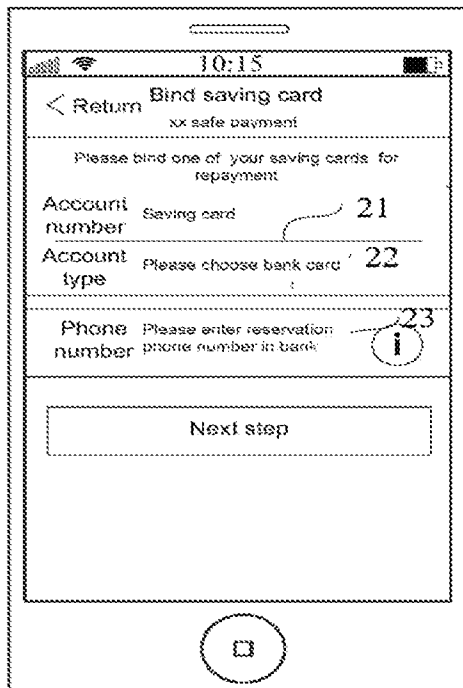 10:15
< Return Bind saving card
xx safe payment
Please bind one of your saving cards for
repayment
Account number Saving card 21
Account type Please choose bank card 22
23
Phone number Please enter reservation
phone number in bank i
Next step